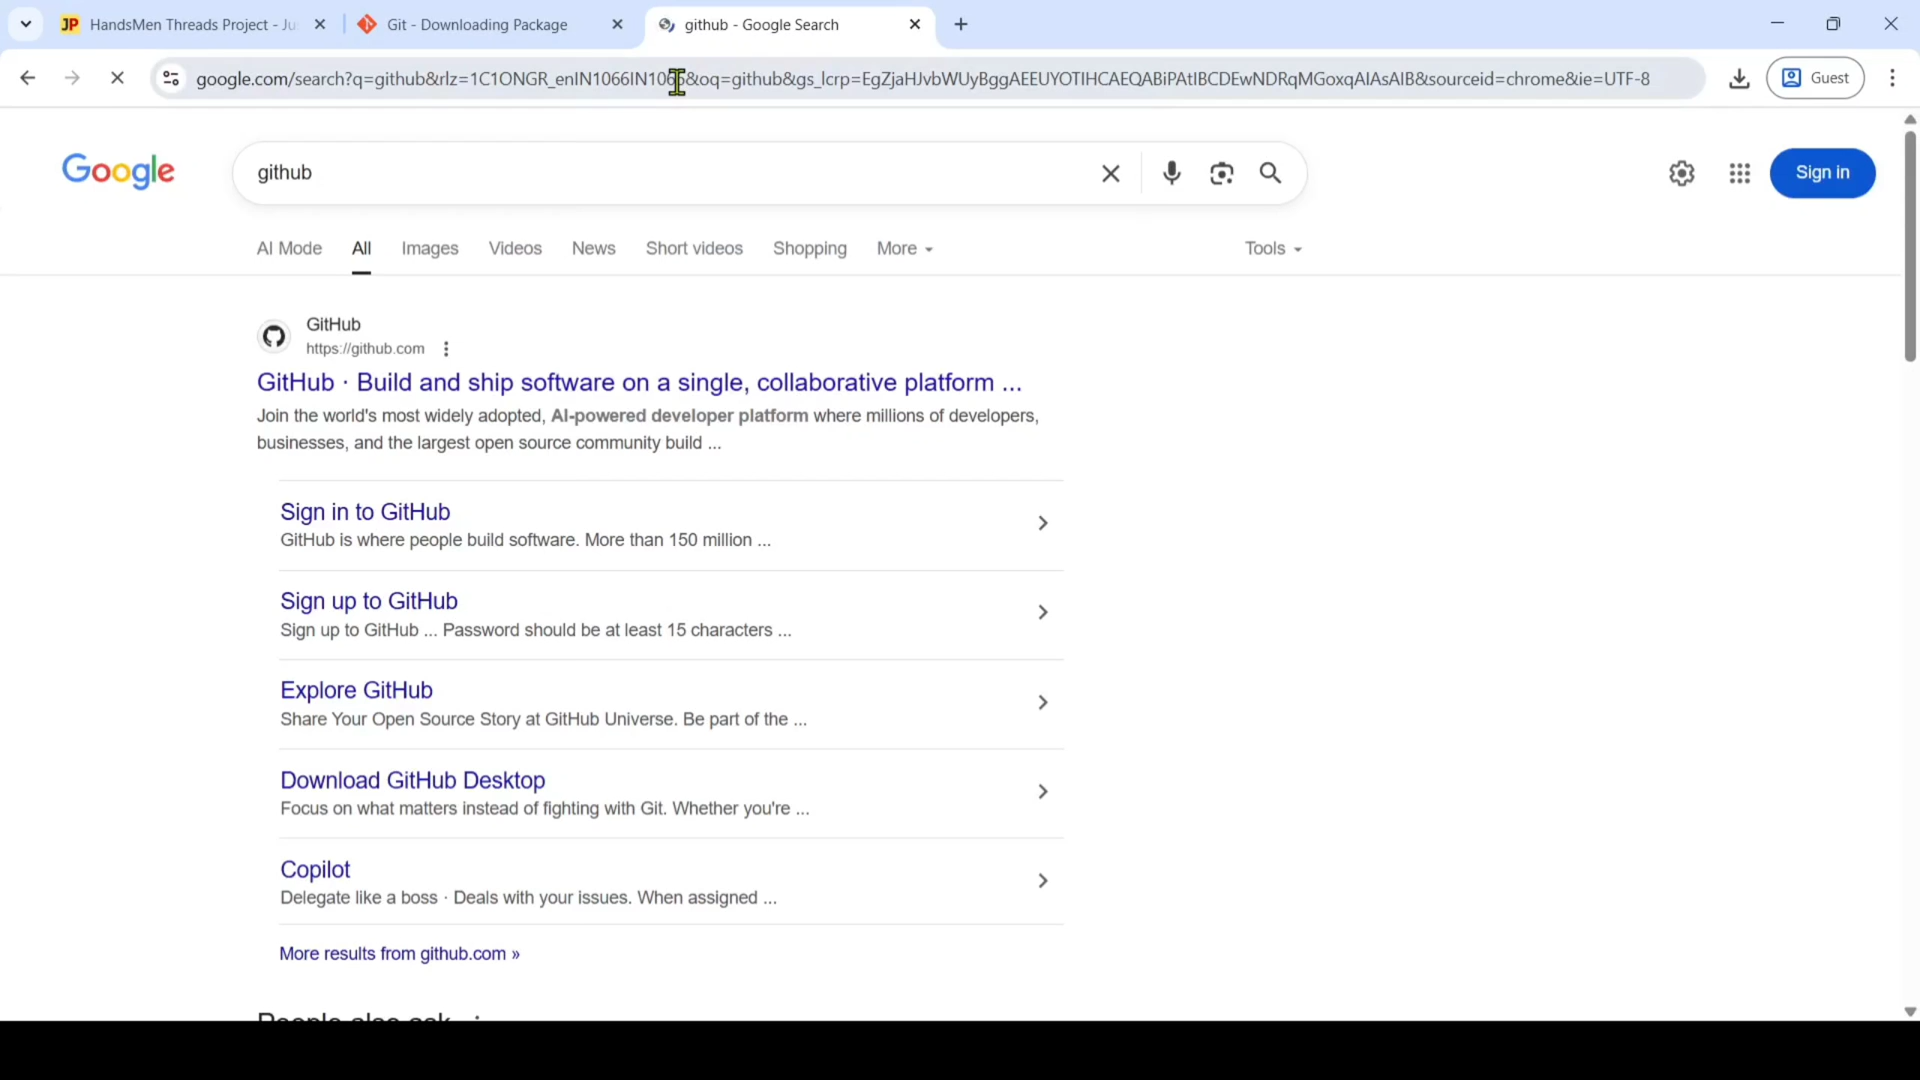 HandsMen Threads Project - Ju
Git - Downloading Package
github - Google Search
google.com/search?q=github&rlz=1C1ONGR_enIN1066IN1066&oq=github&gs_lcrp=EgZjaHJvbWUyBggAEEUYOTIHCAEQABiPAtIBCDEwNDRqMGoxqAIAsAIB&sourceid=chrome&ie=UTF-8
Guest
Google
github
Sign in
AI Mode
All
Images
Videos
News
Short videos
Shopping
More
Tools
GitHub
https://github.com
GitHub · Build and ship software on a single, collaborative platform ...
Join the world's most widely adopted, AI-powered developer platform where millions of developers,
businesses, and the largest open source community build ...
Sign in to GitHub
GitHub is where people build software. More than 150 million ...
Sign up to GitHub
Sign up to GitHub ... Password should be at least 15 characters ...
Explore GitHub
Share Your Open Source Story at GitHub Universe. Be part of the ...
Download GitHub Desktop
Focus on what matters instead of fighting with Git. Whether you're ...
Copilot
Delegate like a boss · Deals with your issues. When assigned ...
More results from github.com »
People also ask